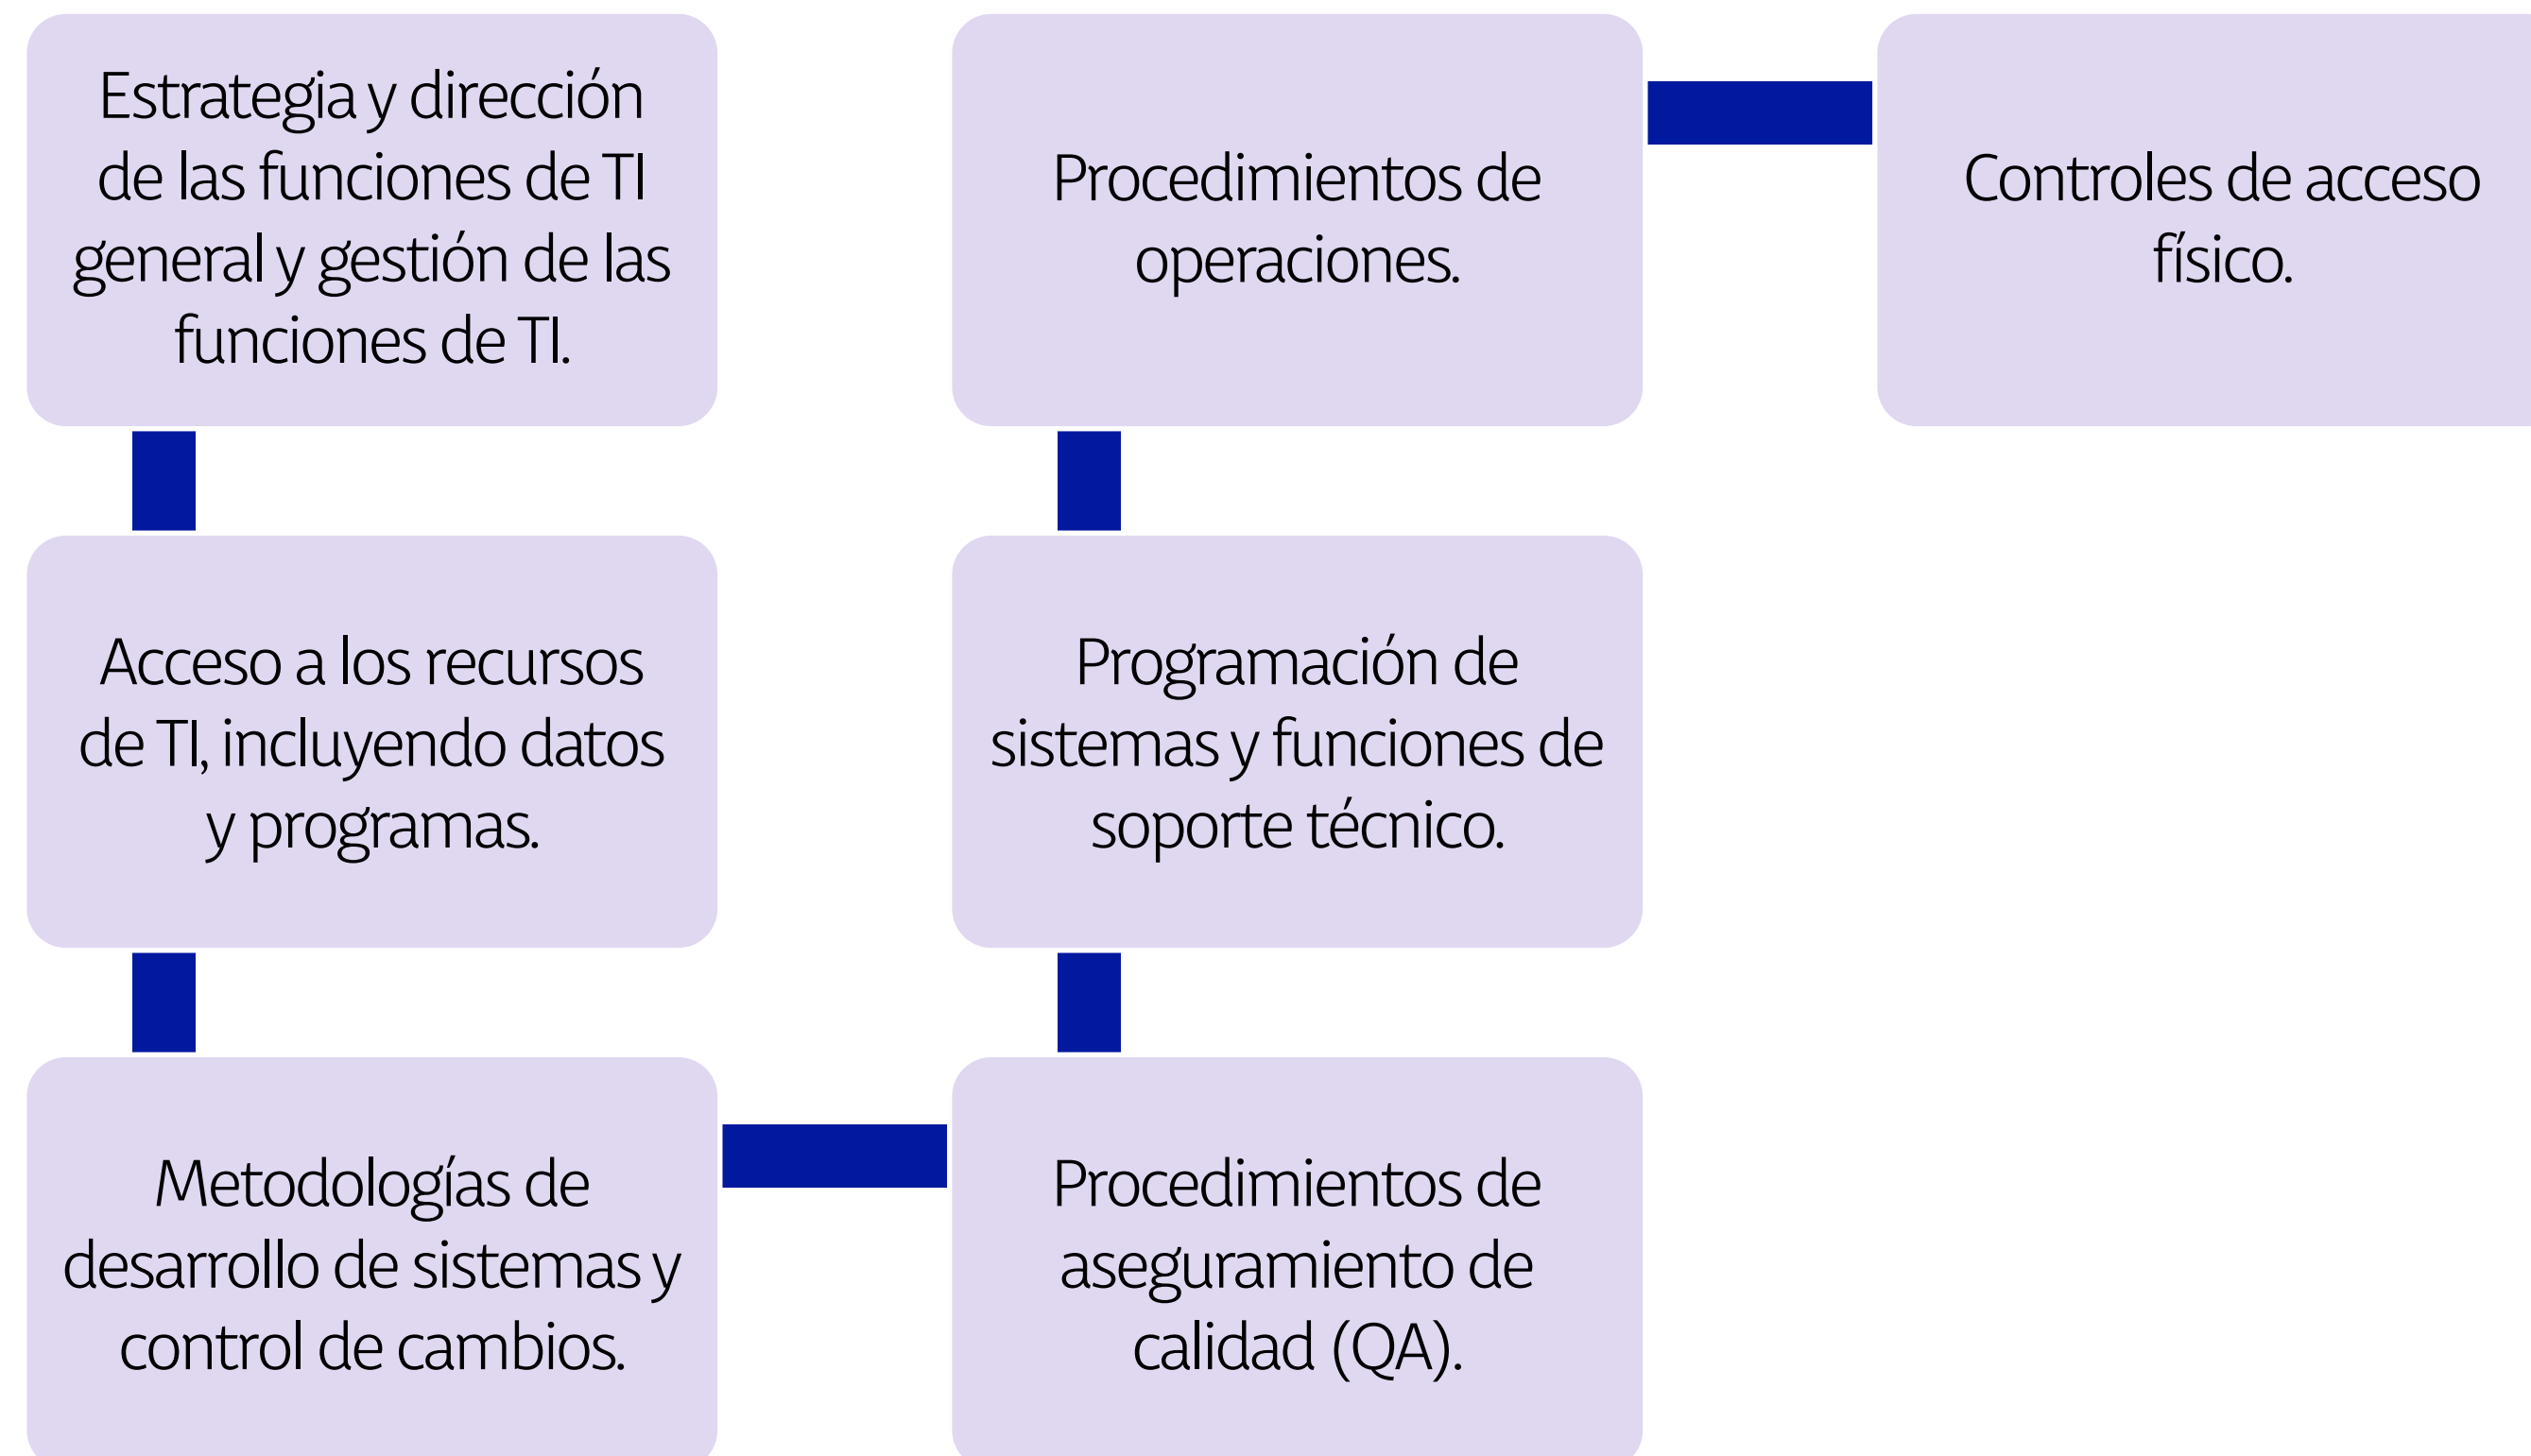 Estrategia y dirección
de las funciones de TI
general y gestión de las
funciones de TI.
Acceso a los recursos
de TI, incluyendo datos
y programas.
Metodologías de
desarrollo de sistemas y
control de cambios.
Procedimientos de
aseguramiento de
calidad (QA).
Programación de
sistemas y funciones de
soporte técnico.
Procedimientos de
operaciones.
Controles de acceso
físico.